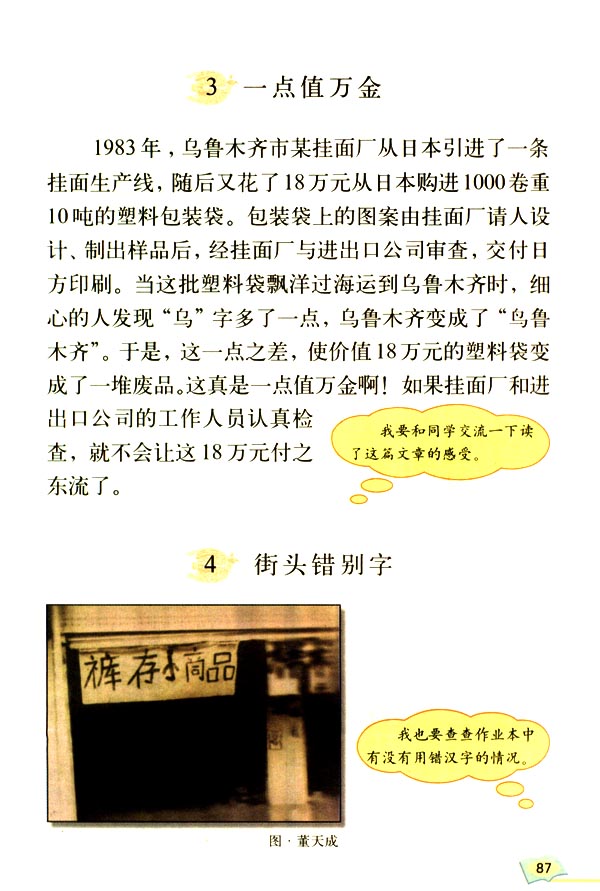 3 一点值万金
1983年，乌鲁木齐市某挂面厂从日本引进了一条
挂面生产线，随后又花了18万元从日本购进1000卷重
10吨的塑料包装袋。包装袋上的图案由挂面厂请人设
计、制出样品后，经挂面厂与进出口公司审查，交付日
方印刷。当这批塑料袋飘洋过海运到乌鲁木齐时，细
心的人发现“乌”字多了一点，乌鲁木齐变成了“鸟鲁
木齐”。于是，这一点之差，使价值18万元的塑料袋变
成了一堆废品。这真是一点值万金啊！如果挂面厂和进
出口公司的工作人员认真检
查，就不会让这18万元付之
东流了。
我要和同学交流一下读
了这篇文章的感受。
4 街头错别字
裤存小商品
我也要查查作业本中
有没有用错汉字的情况。
图·董天成
87